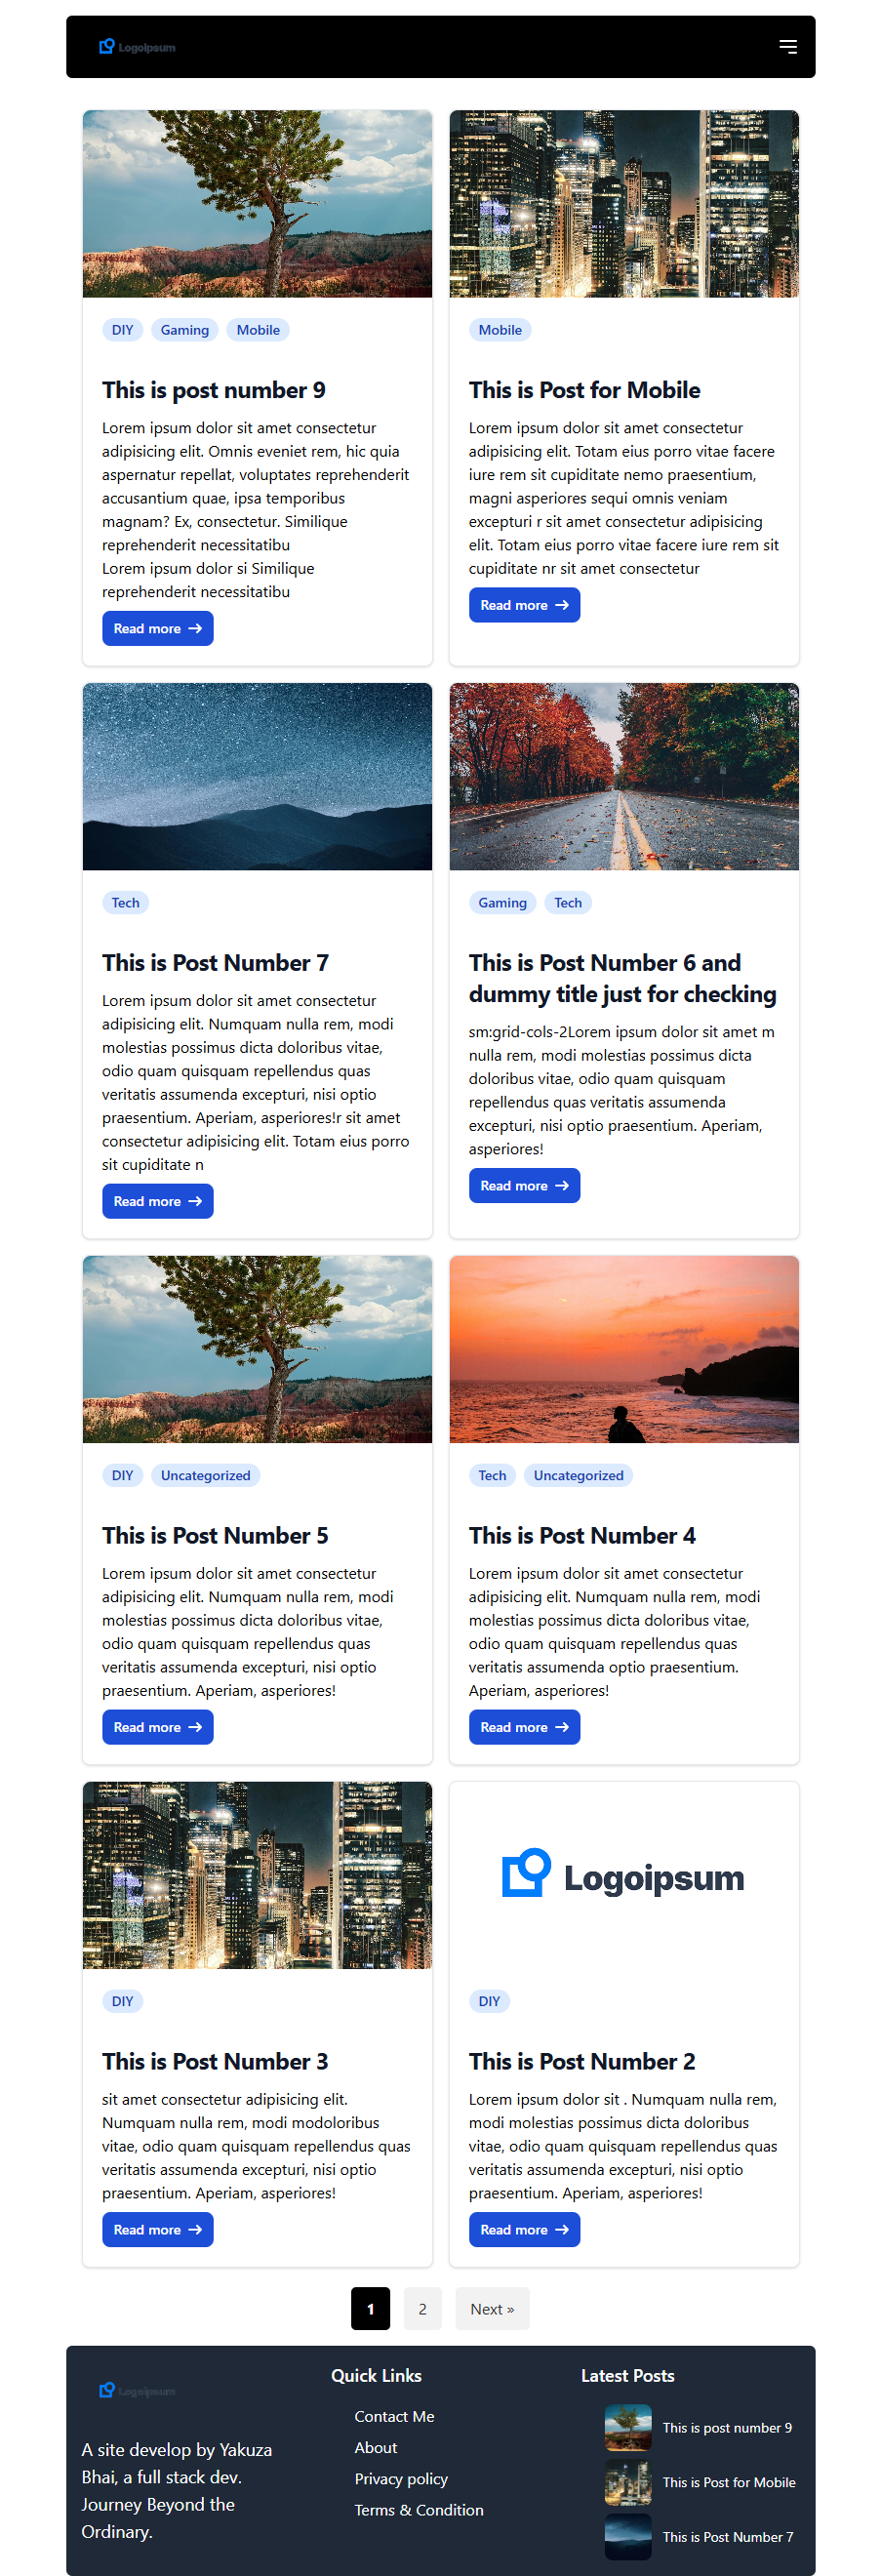 Logoipsum
DIY Gaming Mobile
This is post number 9
Lorem ipsum dolor sit amet consectetur
adipisicing elit. Omnis eveniet rem, hic quia
aspernatur repellat, voluptates reprehenderit
accusantium quae, ipsa temporibus
magnam? Ex, consectetur. Similique
reprehenderit necessitatibu
Lorem ipsum dolor si Similique
reprehenderit necessitatibu
Read more →
Mobile
This is Post for Mobile
Lorem ipsum dolor sit amet consectetur
adipisicing elit. Totam eius porro vitae facere
iure rem sit cupiditate nemo praesentium,
magni asperiores sequi omnis veniam
excepturi r sit amet consectetur adipisicing
elit. Totam eius porro vitae facere iure rem sit
cupiditate nr sit amet consectetur
Read more →
Tech
This is Post Number 7
Lorem ipsum dolor sit amet consectetur
adipisicing elit. Numquam nulla rem, modi
molestias possimus dicta doloribus vitae,
odio quam quisquam repellendus quas
veritatis assumenda excepturi, nisi optio
praesentium. Aperiam, asperiores!r sit amet
consectetur adipisicing elit. Totam eius porro
sit cupiditate n
Read more →
Gaming Tech
This is Post Number 6 and
dummy title just for checking
sm:grid-cols-2Lorem ipsum dolor sit amet m
nulla rem, modi molestias possimus dicta
doloribus vitae, odio quam quisquam
repellendus quas veritatis assumenda
excepturi, nisi optio praesentium. Aperiam,
asperiores!
Read more →
DIY Uncategorized
This is Post Number 5
Lorem ipsum dolor sit amet consectetur
adipisicing elit. Numquam nulla rem, modi
molestias possimus dicta doloribus vitae,
odio quam quisquam repellendus quas
veritatis assumenda excepturi, nisi optio
praesentium. Aperiam, asperiores!
Read more →
Tech Uncategorized
This is Post Number 4
Lorem ipsum dolor sit amet consectetur
adipisicing elit. Numquam nulla rem, modi
molestias possimus dicta doloribus vitae,
odio quam quisquam repellendus quas
veritatis assumenda optio praesentium.
Aperiam, asperiores!
Read more →
DIY
This is Post Number 3
sit amet consectetur adipisicing elit.
Numquam nulla rem, modi modoloribus
vitae, odio quam quisquam repellendus quas
veritatis assumenda excepturi, nisi optio
praesentium. Aperiam, asperiores!
Read more →
Logoipsum
DIY
This is Post Number 2
Lorem ipsum dolor sit . Numquam nulla rem,
modi molestias possimus dicta doloribus
vitae, odio quam quisquam repellendus quas
veritatis assumenda excepturi, nisi optio
praesentium. Aperiam, asperiores!
Read more →
1 2 Next »
Logoipsum
A site develop by Yakuza
Bhai, a full stack dev.
Journey Beyond the
Ordinary.
Quick Links
Contact Me
About
Privacy policy
Terms & Condition
Latest Posts
This is post number 9
This is Post for Mobile
This is Post Number 7